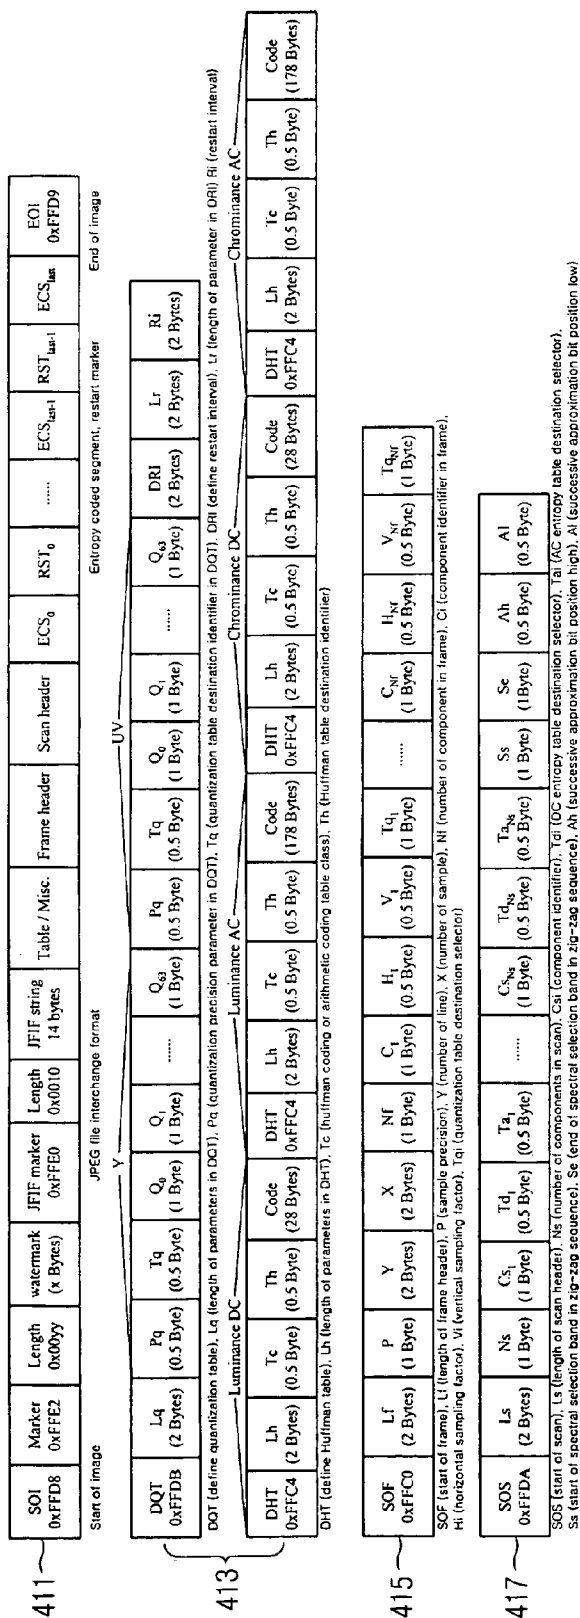 411
SOI 0xFFD8 | Marker 0xFFE2 | Length 0x00yy | watermark (x Bytes) | JFIF marker 0xFFE0 | Length 0x0010 | JFIF string 14 bytes | Table / Misc. | Frame header | Scan header | ECS0 | RST0 | ...... | ECSlast-1 | RSTlast-1 | ECSlast | EOI 0xFFD9
Start of image
JPEG file interchange format
Entropy coded segment, restart marker
End of image
413
Y
UV
DQT 0xFFDB | Lq (2 Bytes) | Pq (0.5 Byte) | Tq (0.5 Byte) | Q0 (1 Byte) | Q1 (1 Byte) | ...... | Q63 (1 Byte) | Pq (0.5 Byte) | Tq (0.5 Byte) | Q0 (1 Byte) | Q1 (1 Byte) | ...... | Q63 (1 Byte) | DRI (2 Bytes) | Lr (2 Bytes) | Ri (2 Bytes)
DQT (define quantization table), Lq (length of parameters in DQT), Pq (quantization precision parameter in DQT), Tq (quantization table destination identifier in DQT), DRI (define restart interval), Lr (length of parameter in DRI) Ri (restart interval)
Luminance DC
Luminance AC
Chrominance DC
Chrominance AC
DHT 0xFFC4 | Lh (2 Bytes) | Tc (0.5 Byte) | Th (0.5 Byte) | Code (28 Bytes) | DHT 0xFFC4 | Lh (2 Bytes) | Tc (0.5 Byte) | Th (0.5 Byte) | Code (178 Bytes) | DHT 0xFFC4 | Lh (2 Bytes) | Tc (0.5 Byte) | Th (0.5 Byte) | Code (28 Bytes) | DHT 0xFFC4 | Lh (2 Bytes) | Tc (0.5 Byte) | Th (0.5 Byte) | Code (178 Bytes)
DHT (define Huffman table), Lh (length of parameters in DHT), Tc (huffman coding or arithmetic coding table class), Th (Huffman table destination identifier)
415
SOF 0xFFC0 | Lf (2 Bytes) | P (1 Byte) | Y (2 Bytes) | X (2 Bytes) | Nf (1 Byte) | C1 (1 Byte) | H1 (0.5 Byte) | V1 (0.5 Byte) | Tq1 (1 Byte) | ...... | CNf (1 Byte) | HNf (0.5 Byte) | VNf (0.5 Byte) | TqNf (1 Byte)
SOF (start of frame), Lf (length of frame header), P (sample precision), Y (number of line), X (number of sample), Nf (number of component in frame), Ci (component identifier in frame),
Hi (horizontal sampling factor), Vi (vertical sampling factor), Tqi (quantization table destination selector)
417
SOS 0xFFDA | Ls (2 Bytes) | Ns (1 Byte) | Cs1 (1 Byte) | Td1 (0.5 Byte) | Ta1 (0.5 Byte) | ...... | CsNs (1 Byte) | TdNs (0.5 Byte) | TaNs (0.5 Byte) | Ss (1 Byte) | Se (1Byte) | Ah (0.5 Byte) | Al (0.5 Byte)
SOS (start of scan), Ls (length of scan header), Ns (number of components in scan), Csi (component identifier), Tdi (DC entropy table destination selector), Tai (AC entropy table destination selector),
Ss (start of spectral selection band in zig-zag sequence), Se (end of spectral selection band in zig-zag sequence), Ah (successive approximation bit position high), Al (successive approximation bit position low)